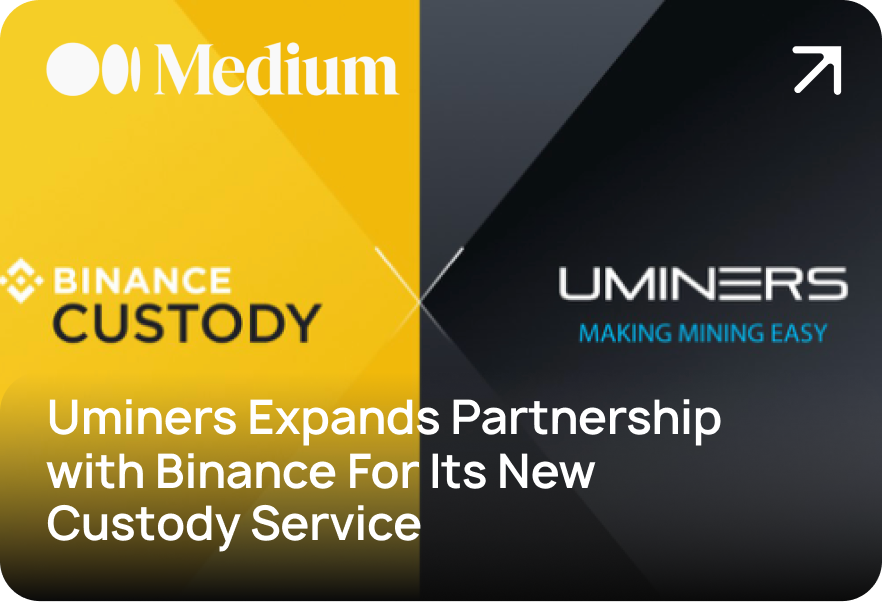 Medium
BINANCE
CUSTODY
UMINERS
MAKING MINING EASY
Uminers Expands Partnership
with Binance For Its New
Custody Service